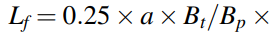 L_f = 0.25 × a × B_t/B_p ×